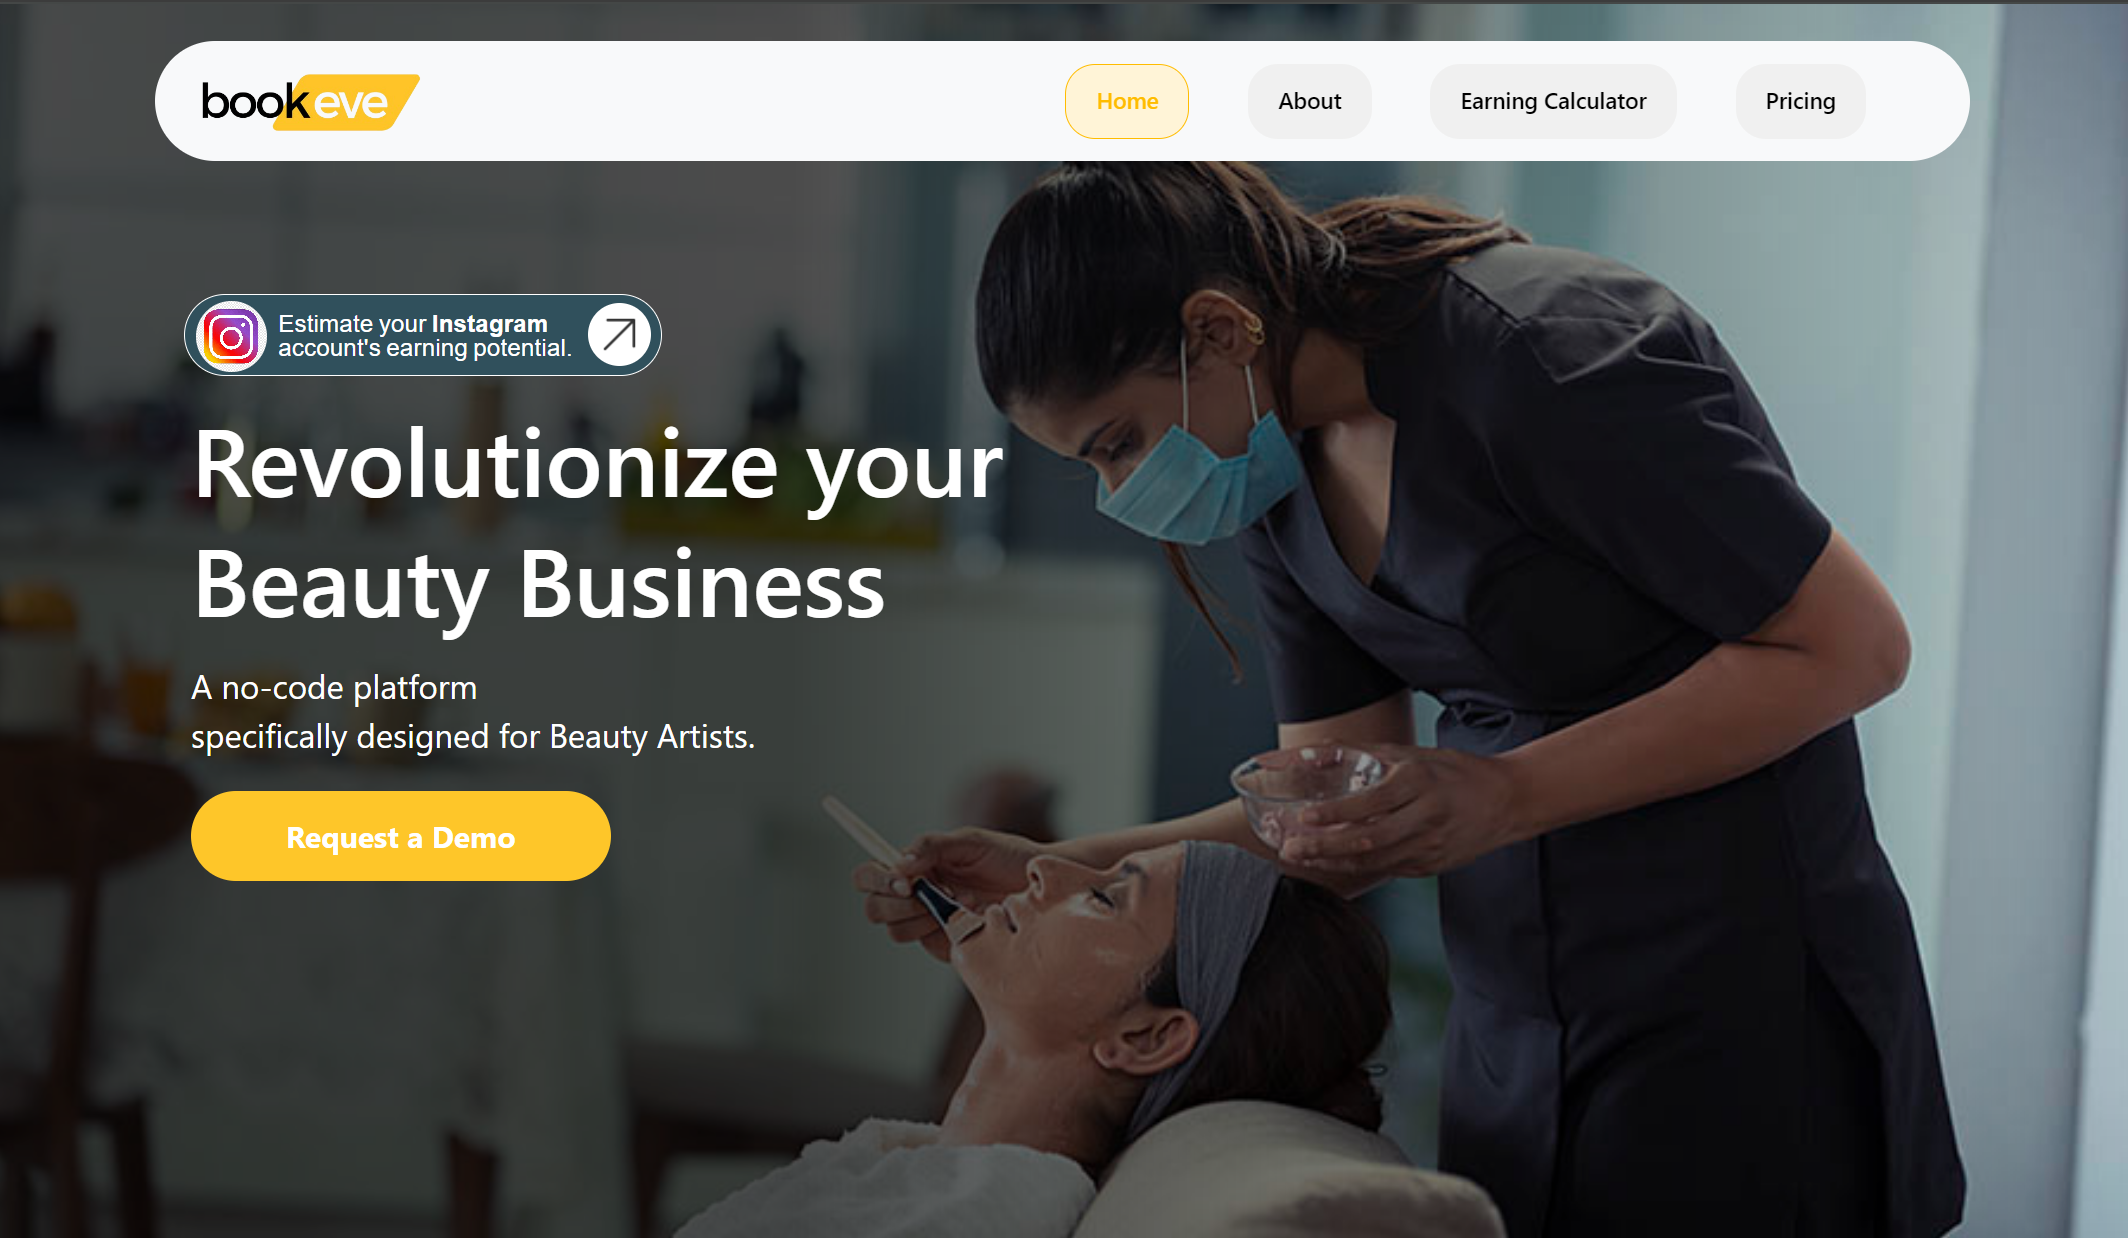 bookeve
Home
About
Earning Calculator
Pricing
Estimate your Instagram
account's earning potential.
Revolutionize your
Beauty Business
A no-code platform
specifically designed for Beauty Artists.
Request a Demo